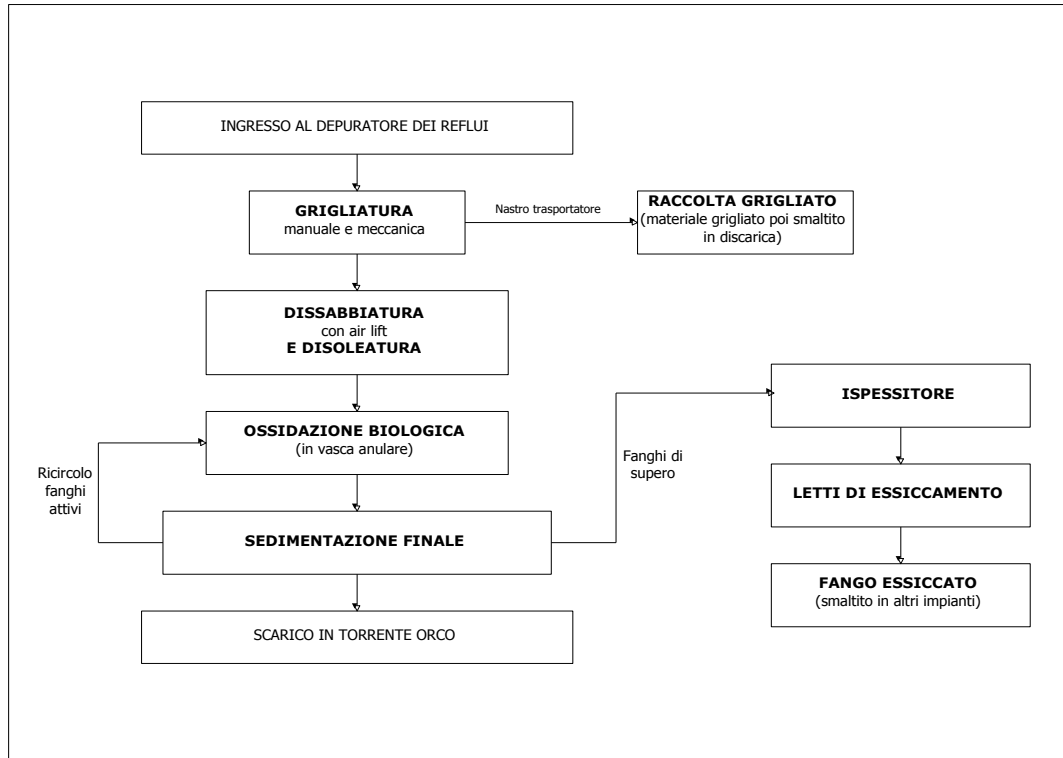 INGRESSO AL DEPURATORE DEI REFLUI
GRIGLIATURA
manuale e meccanica
Nastro trasportatore
RACCOLTA GRIGLIATO
(materiale grigliato poi smaltito
in discarica)
DISSABBIATURA
con air lift
E DISOLEATURA
OSSIDAZIONE BIOLOGICA
(in vasca anulare)
Ricircolo
fanghi
attivi
SEDIMENTAZIONE FINALE
SCARICO IN TORRENTE ORCO
Fanghi di
supero
ISPESSITORE
LETTI DI ESSICCAMENTO
FANGO ESSICCATO
(smaltito in altri impianti)